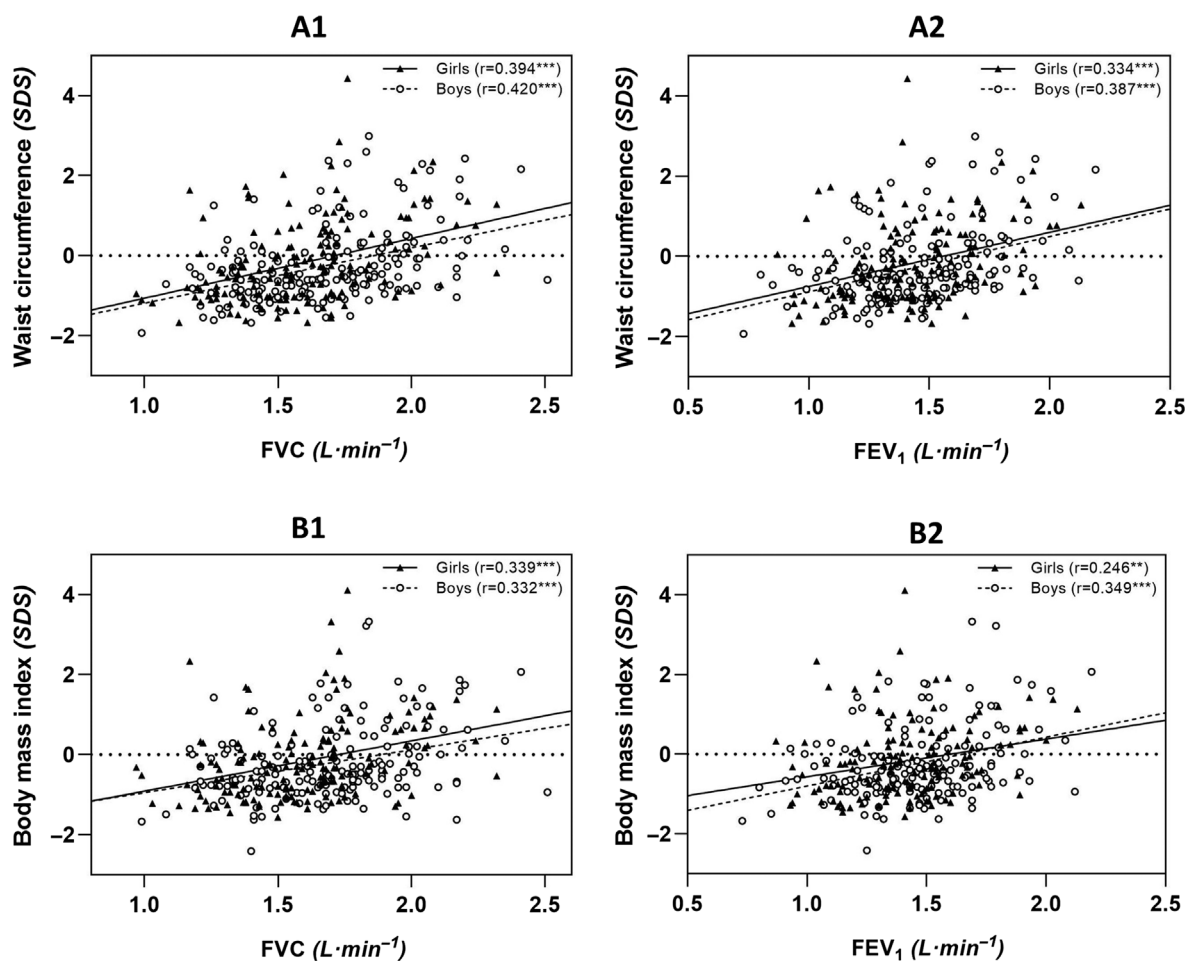 A1
Waist circumference (SDS)
4
2
0
−2
Girls (r=0.394***)
Boys (r=0.420***)
1.0 1.5 2.0 2.5
FVC (L·min⁻¹)
A2
Waist circumference (SDS)
4
2
0
−2
Girls (r=0.334***)
Boys (r=0.387***)
0.5 1.0 1.5 2.0 2.5
FEV₁ (L·min⁻¹)
B1
Body mass index (SDS)
4
2
0
−2
Girls (r=0.339***)
Boys (r=0.332***)
1.0 1.5 2.0 2.5
FVC (L·min⁻¹)
B2
Body mass index (SDS)
4
2
0
−2
Girls (r=0.246**)
Boys (r=0.349***)
0.5 1.0 1.5 2.0 2.5
FEV₁ (L·min⁻¹)